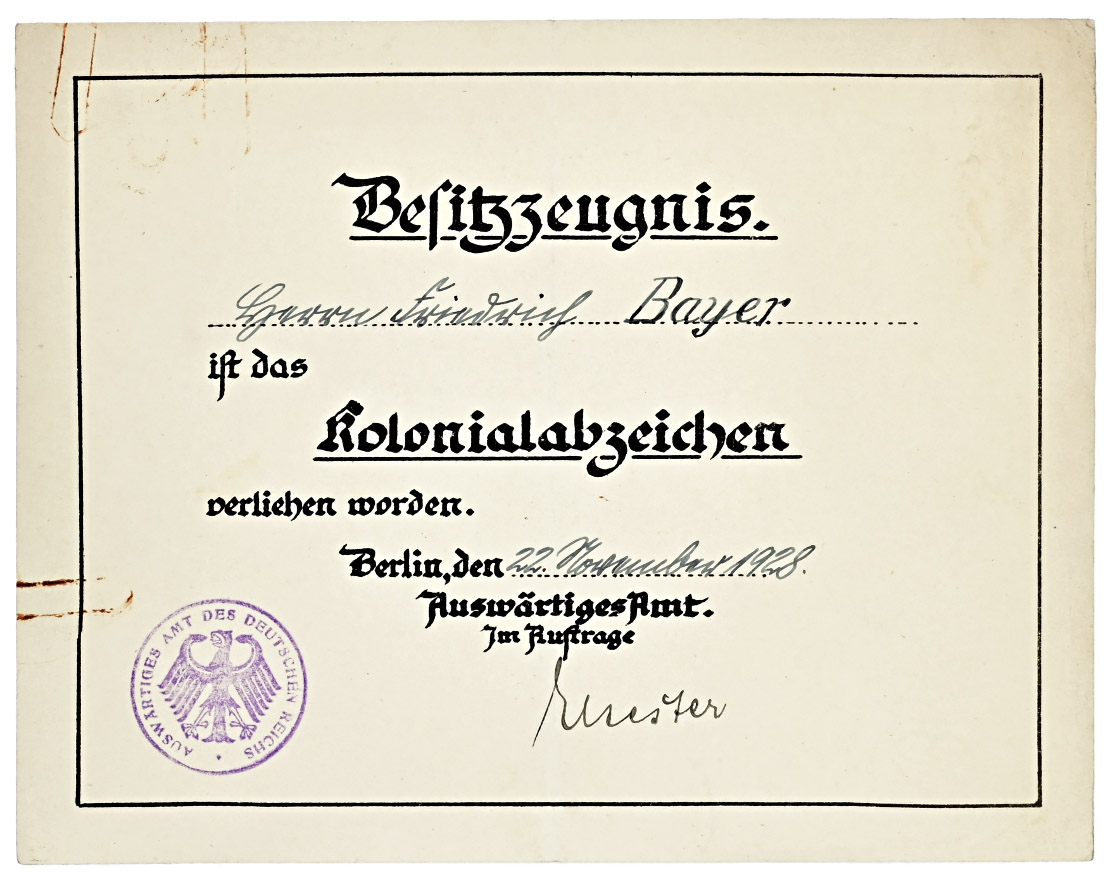 Besitzzeugnis.
Herrn Friedrich Bayer
ist das
Kolonialabzeichen
verliehen worden.
Berlin, den 22. November 1928.
Auswärtiges Amt.
Im Auftrage
AUSWÄRTIGES AMT DES DEUTSCHEN REICHS